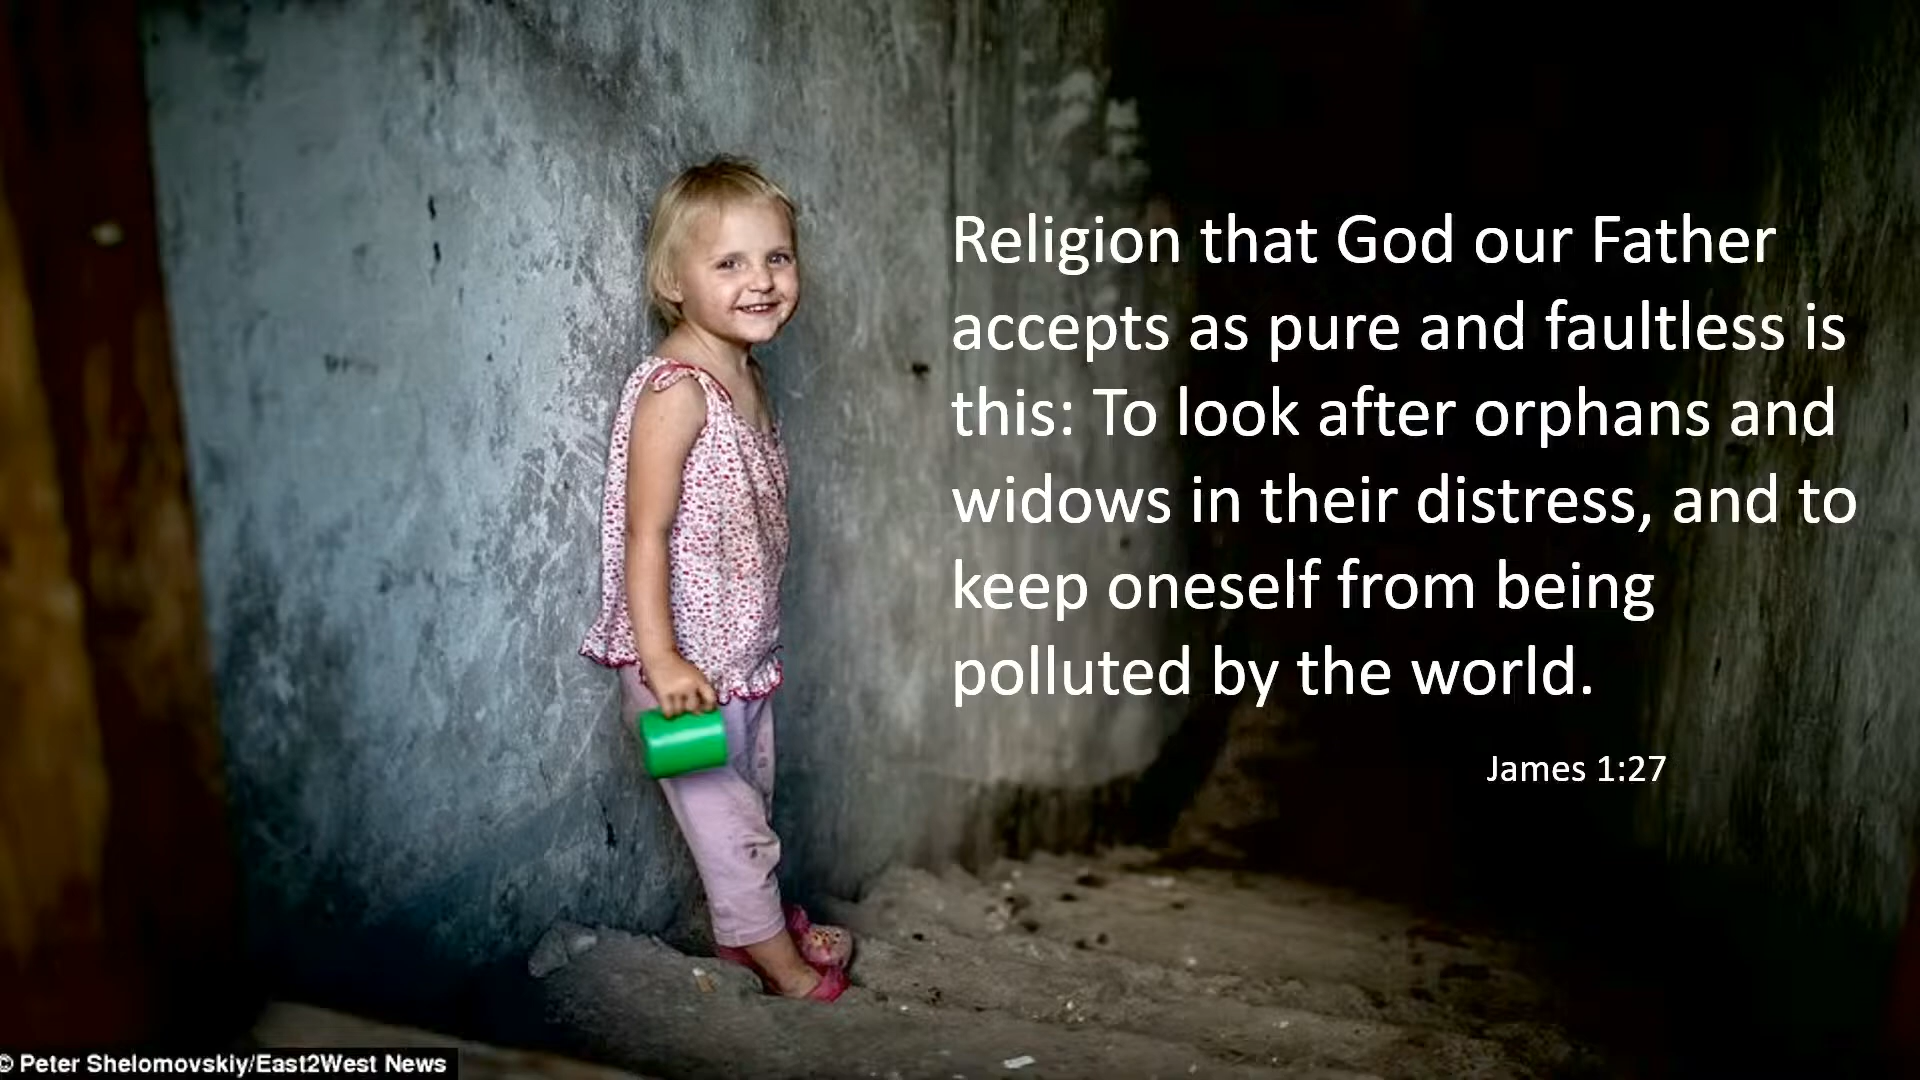 Religion that God our Father
accepts as pure and faultless is
this: To look after orphans and
widows in their distress, and to
keep oneself from being
polluted by the world.
James 1:27
© Peter Shelomovskiy/East2West News